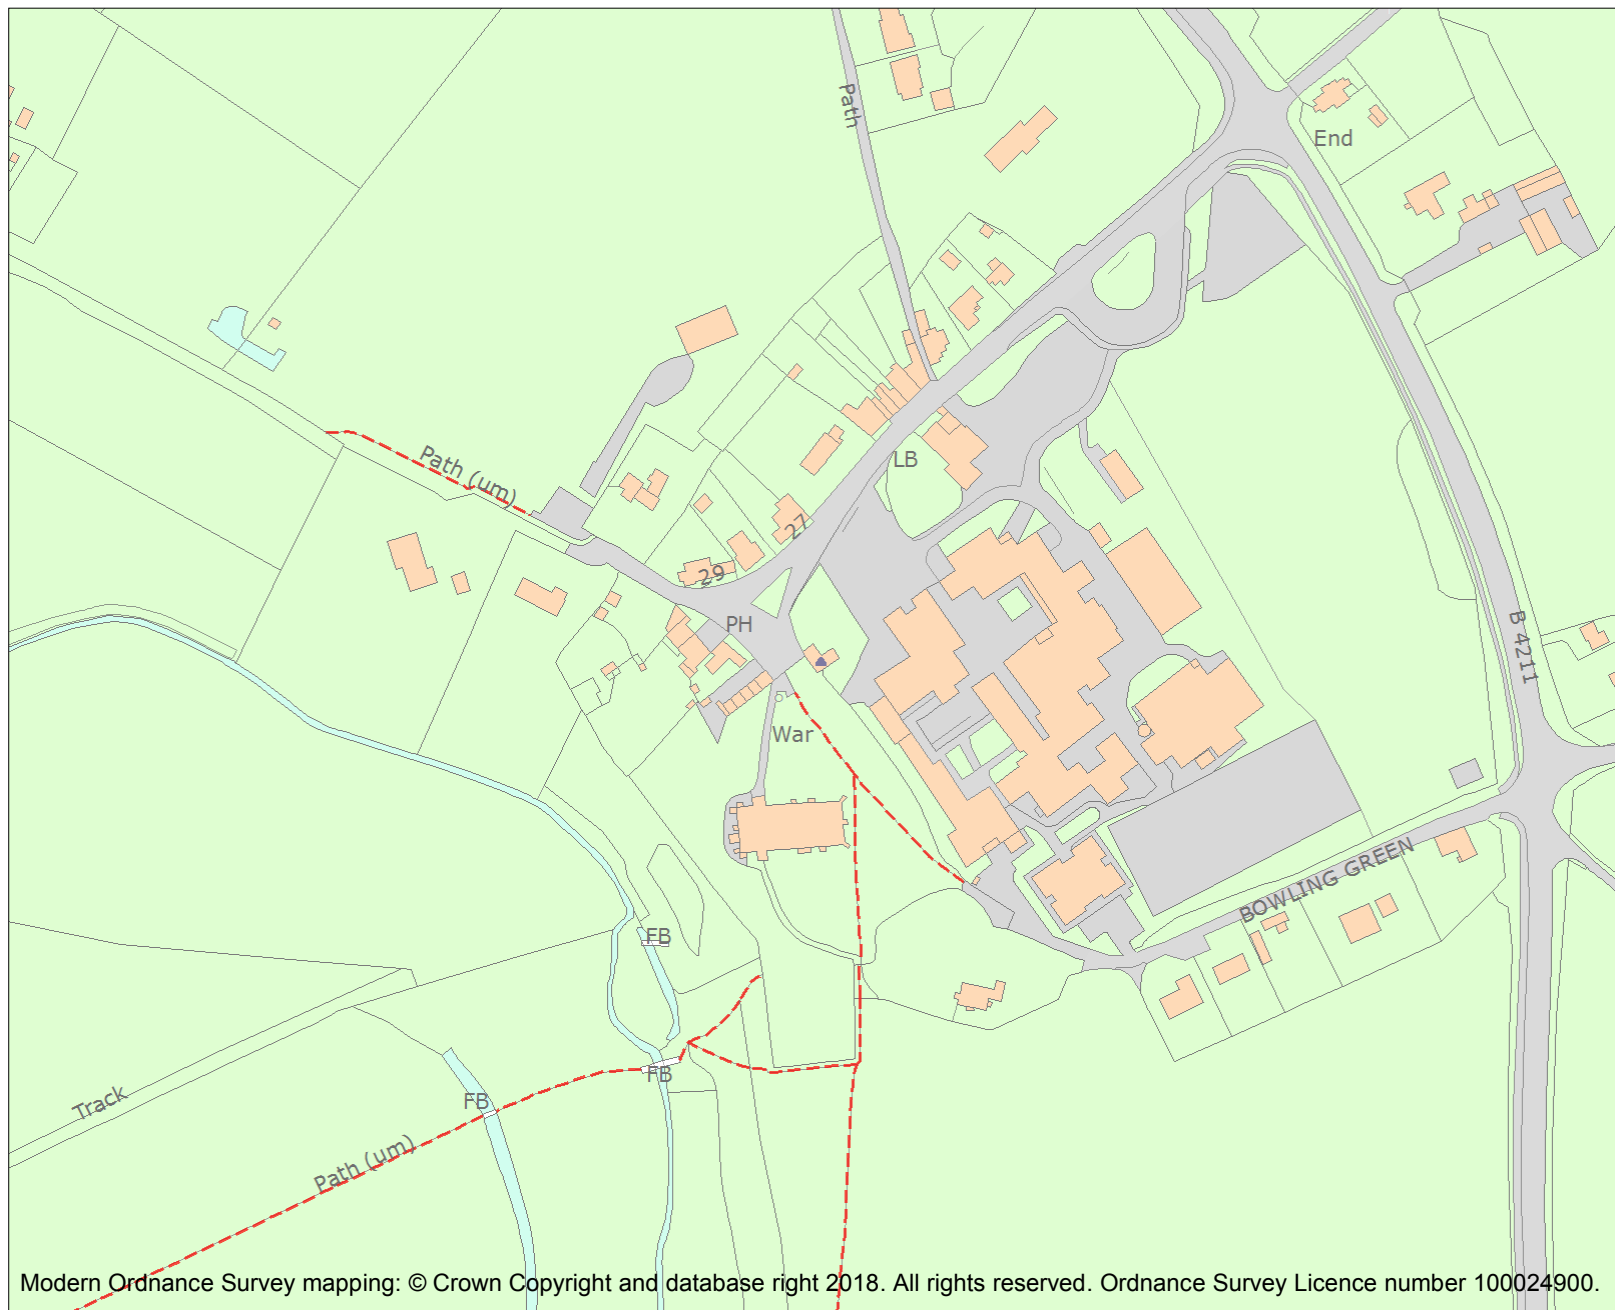 Path
End
Path (um)
LB
27
29
PH
B 4211
War
BOWLING GREEN
FB
FB
FB
Track
Path (um)
Modern Ordnance Survey mapping: © Crown Copyright and database right 2018. All rights reserved. Ordnance Survey Licence number 100024900.